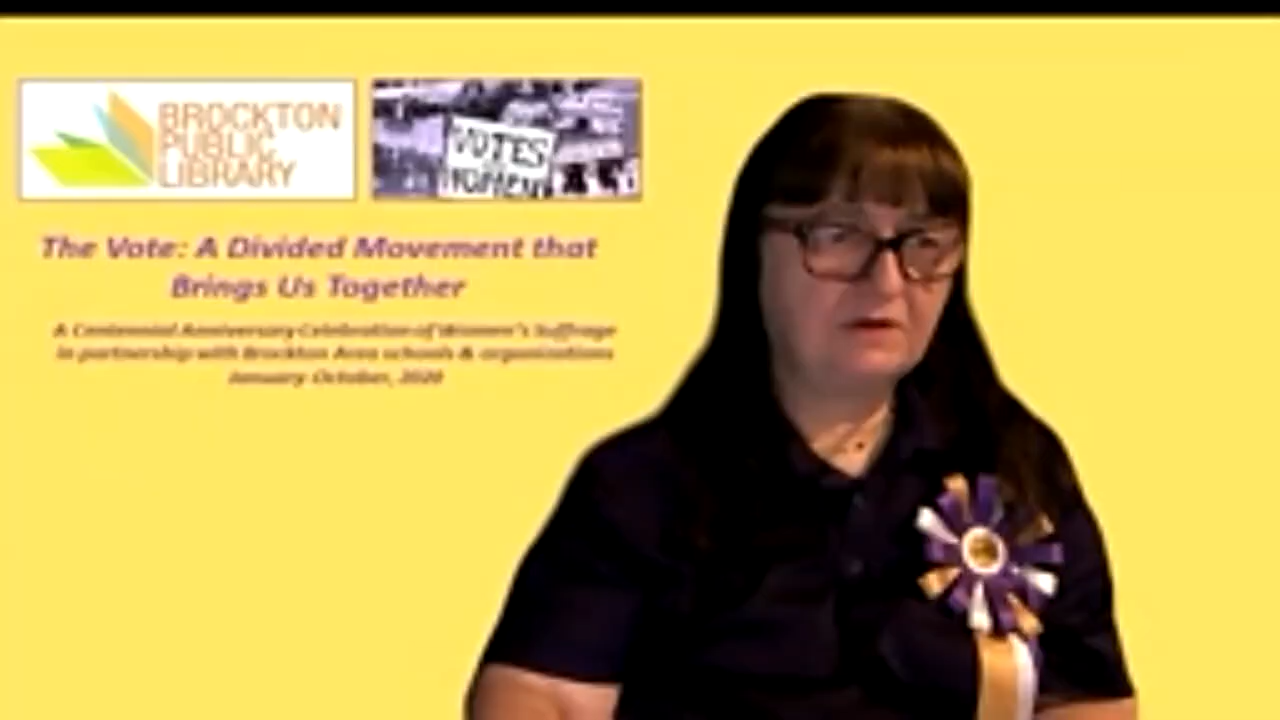 BROCKTON
PUBLIC
LIBRARY
VOTES
WOMEN
The Vote: A Divided Movement that
Brings Us Together
A Centennial Anniversary Celebration of Women's Suffrage
in partnership with Brockton Area schools & organizations
January-October, 2020